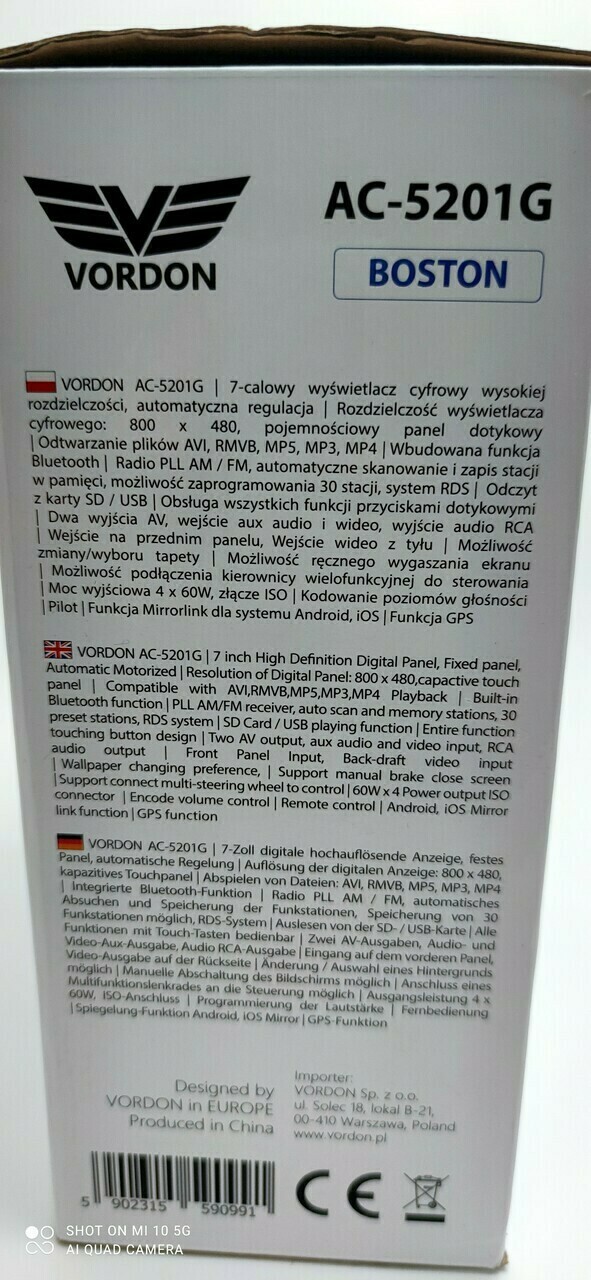 VORDON
AC-5201G
BOSTON
VORDON AC-5201G | 7-calowy wyświetlacz cyfrowy wysokiej
rozdzielczości, automatyczna regulacja | Rozdzielczość wyświetlacza
cyfrowego: 800 x 480, pojemnościowy panel dotykowy
| Odtwarzanie plików AVI, RMVB, MP5, MP3, MP4 | Wbudowana funkcja
Bluetooth | Radio PLL AM / FM, automatyczne skanowanie i zapis stacji
w pamięci, możliwość zaprogramowania 30 stacji, system RDS | Odczyt
z karty SD / USB | Obsługa wszystkich funkcji przyciskami dotykowymi
| Dwa wyjścia AV, wejście aux audio i wideo, wyjście audio RCA
| Wejście na przednim panelu, Wejście wideo z tyłu | Możliwość
zmiany/wyboru tapety | Możliwość ręcznego wygaszania ekranu
| Możliwość podłączenia kierownicy wielofunkcyjnej do sterowania
| Moc wyjściowa 4 x 60W, złącze ISO | Kodowanie poziomów głośności
| Pilot | Funkcja Mirrorlink dla systemu Android, iOS | Funkcja GPS
VORDON AC-5201G | 7 inch High Definition Digital Panel, Fixed panel,
Automatic Motorized | Resolution of Digital Panel: 800 x 480,capactive touch
panel | Compatible with AVI,RMVB,MP5,MP3,MP4 Playback | Built-in
Bluetooth function | PLL AM/FM receiver, auto scan and memory stations, 30
preset stations, RDS system | SD Card / USB playing function | Entire function
touching button design | Two AV output, aux audio and video input, RCA
audio output | Front Panel Input, Back-draft video input
| Wallpaper changing preference, | Support manual brake close screen
| Support connect multi-steering wheel to control | 60W x 4 Power output ISO
connector | Encode volume control | Remote control | Android, iOS Mirror
link function | GPS function
VORDON AC-5201G | 7-Zoll digitale hochauflösende Anzeige, festes
Panel, automatische Regelung | Auflösung der digitalen Anzeige: 800 x 480,
kapazitives Touchpanel | Abspielen von Dateien: AVI, RMVB, MP5, MP3, MP4
| Integrierte Bluetooth-Funktion | Radio PLL AM / FM, automatisches
Absuchen und Speicherung der Funkstationen, Speicherung von 30
Funkstationen möglich, RDS-System | Auslesen von der SD- / USB-Karte | Alle
Funktionen mit Touch-Tasten bedienbar | Zwei AV-Ausgaben, Audio- und
Video-Aux-Ausgabe, Audio RCA-Ausgabe | Eingang auf dem vorderen Panel,
Video-Ausgabe auf der Rückseite | Änderung / Auswahl eines Hintergrunds
möglich | Manuelle Abschaltung des Bildschirms möglich | Anschluss eines
Multifunktionslenkrades an die Steuerung möglich | Ausgangsleistung 4 x
60W, ISO-Anschluss | Programmierung der Lautstärke | Fernbedienung
| Spiegelung-Funktion Android, iOS Mirror | GPS-Funktion
Designed by
VORDON in EUROPE
Produced in China
Importer:
VORDON Sp. z o.o.
ul. Solec 18, lokal B-21,
00-410 Warszawa, Poland
www.vordon.pl
5 902315 590991
CE
SHOT ON MI 10 5G
AI QUAD CAMERA